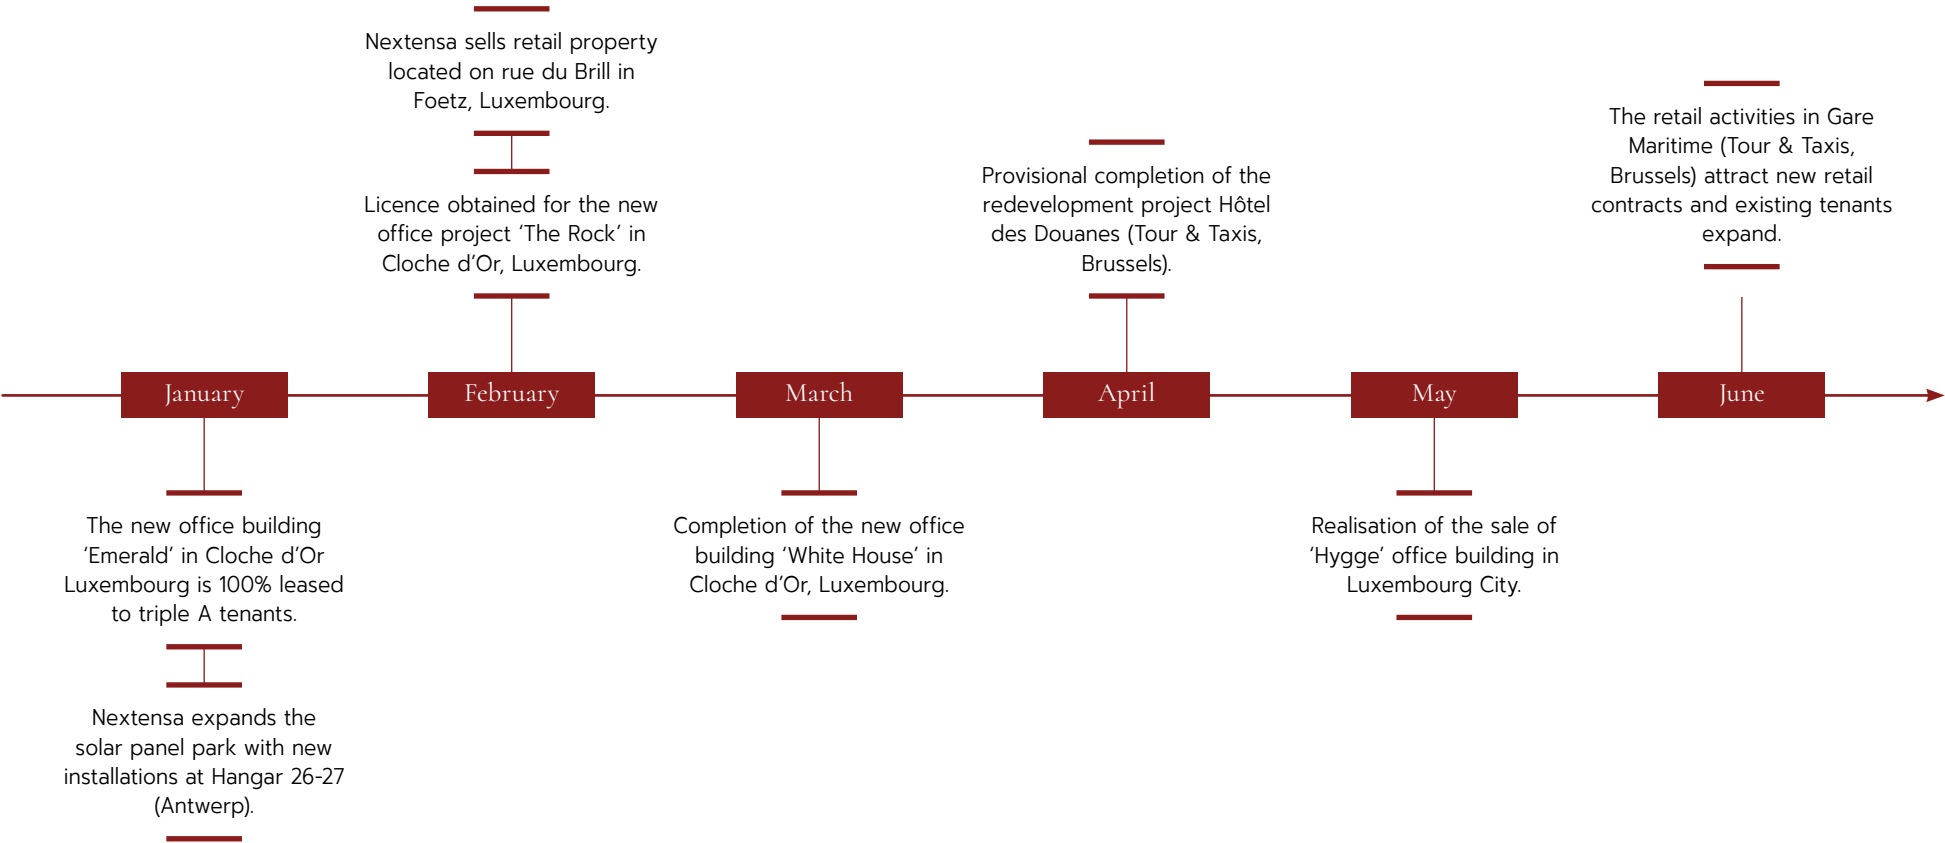 Nextensa sells retail property
located on rue du Brill in
Foetz, Luxembourg.
Licence obtained for the new
office project ‘The Rock’ in
Cloche d’Or, Luxembourg.
Provisional completion of the
redevelopment project Hôtel
des Douanes (Tour & Taxis,
Brussels).
The retail activities in Gare
Maritime (Tour & Taxis,
Brussels) attract new retail
contracts and existing tenants
expand.
January
February
March
April
May
June
The new office building
‘Emerald’ in Cloche d’Or
Luxembourg is 100% leased
to triple A tenants.
Nextensa expands the
solar panel park with new
installations at Hangar 26-27
(Antwerp).
Completion of the new office
building ‘White House’ in
Cloche d’Or, Luxembourg.
Realisation of the sale of
‘Hygge’ office building in
Luxembourg City.